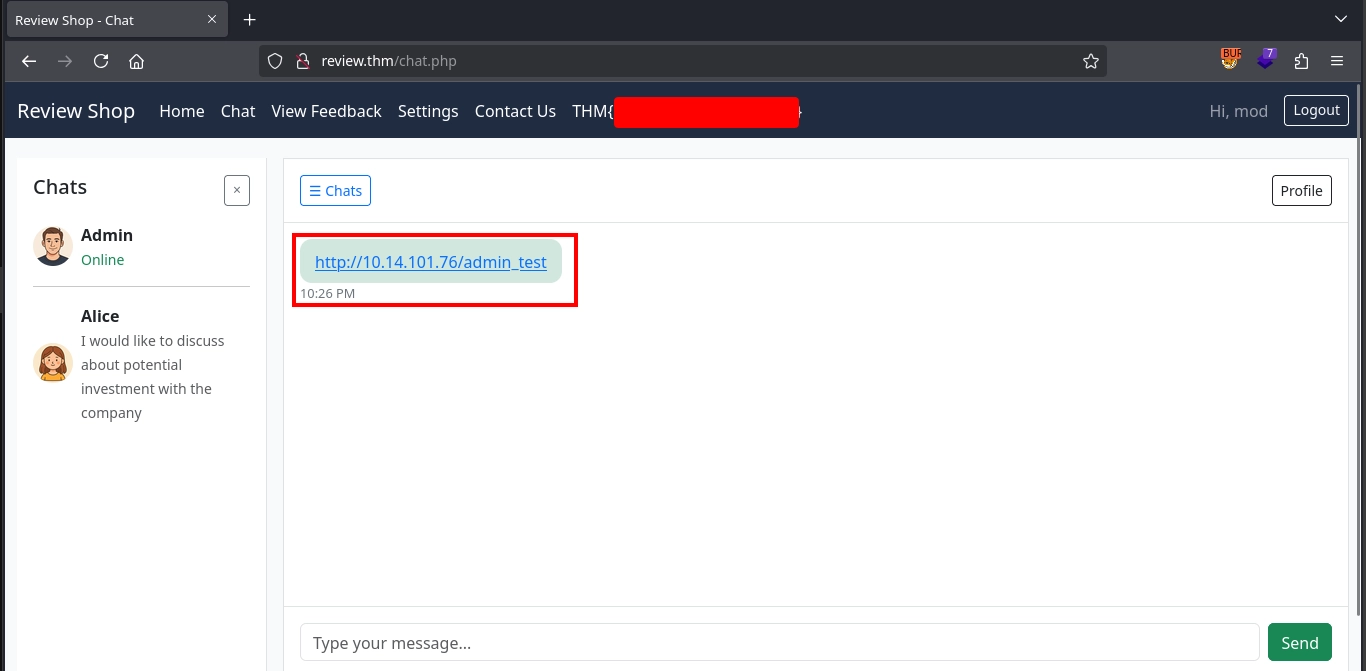 Review Shop - Chat
review.thm/chat.php
BUR
7
Review Shop Home Chat View Feedback Settings Contact Us THM{ } Hi, mod Logout
Chats ×
Admin
Online
Alice
I would like to discuss
about potential
investment with the
company
☰ Chats
Profile
http://10.14.101.76/admin_test
10:26 PM
Type your message...
Send